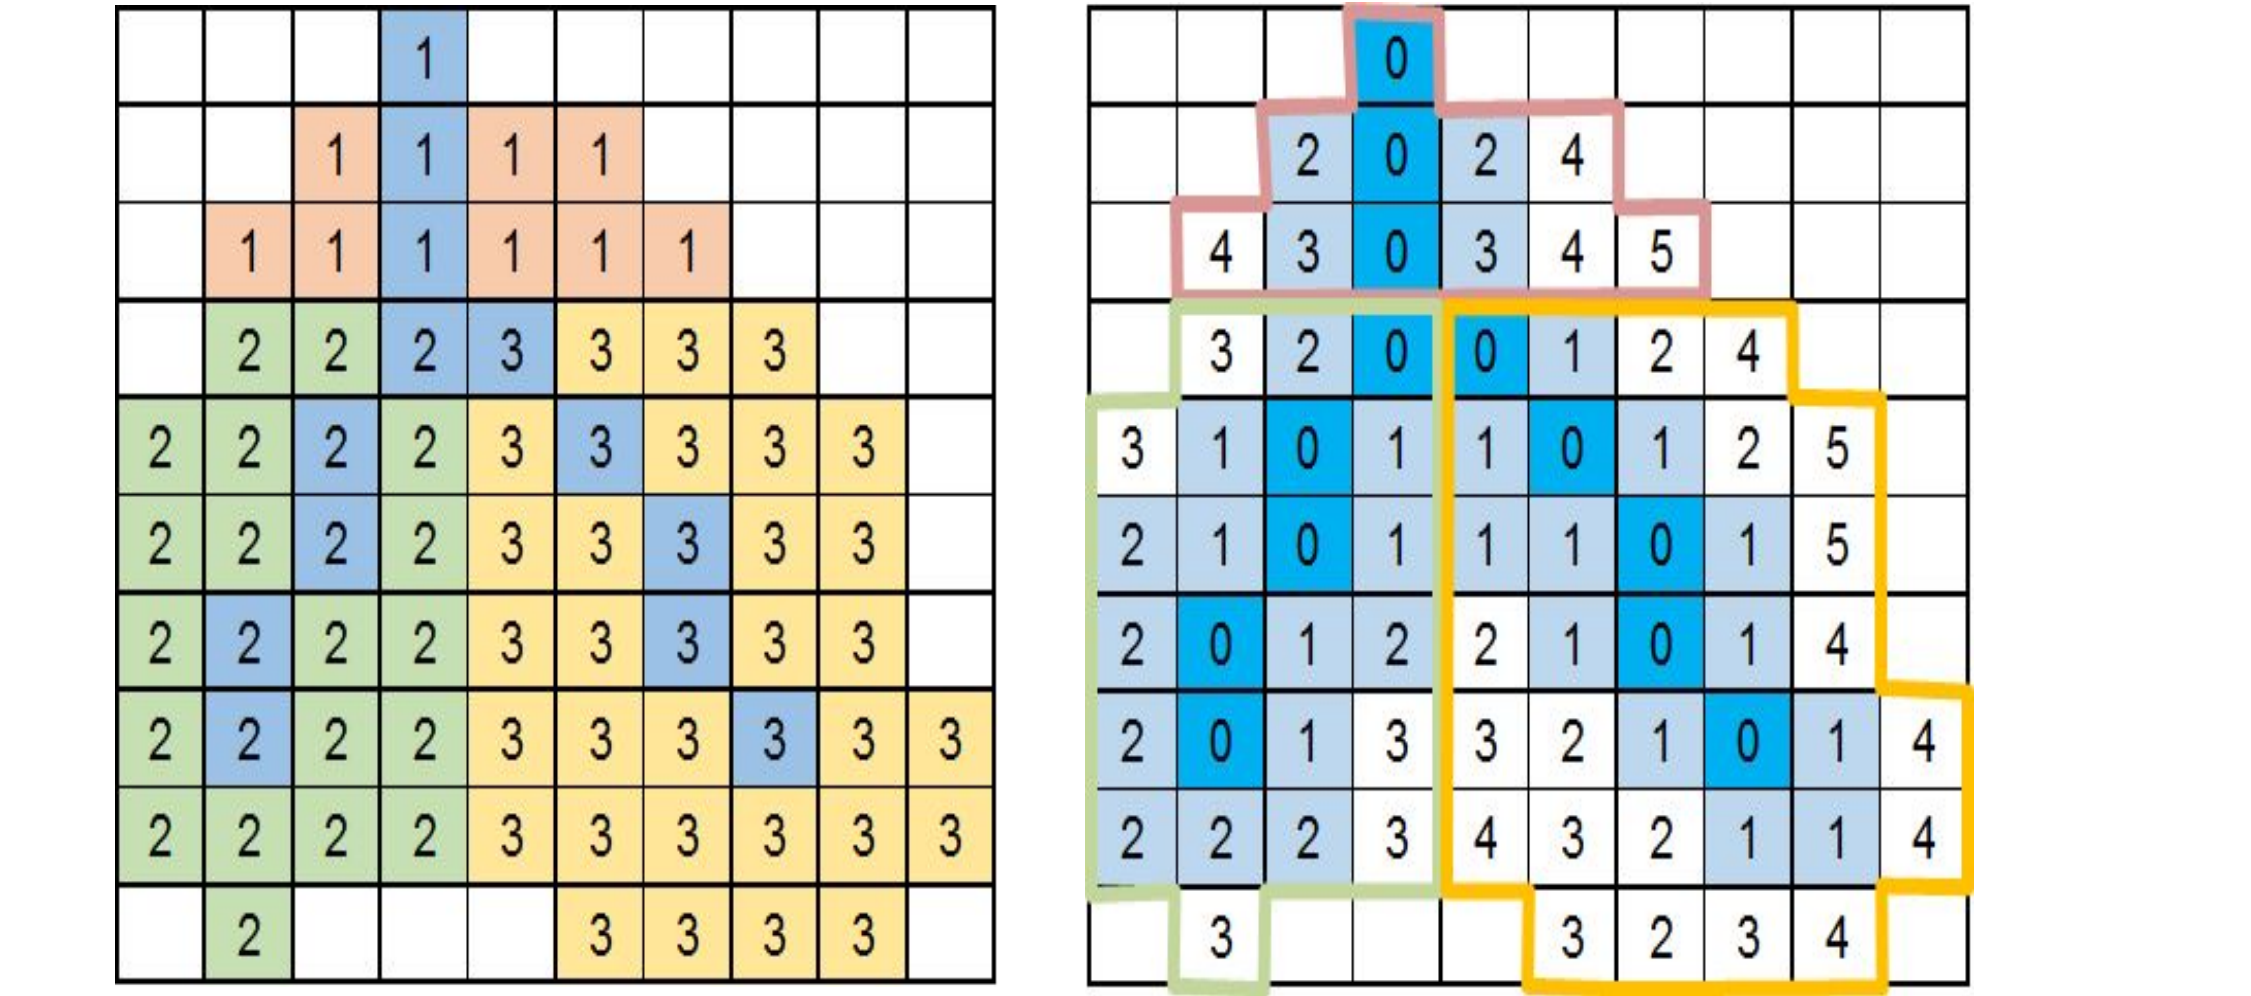 1
1 1 1 1
1 1 1 1 1 1
2 2 2 3 3 3 3
2 2 2 2 3 3 3 3 3
2 2 2 2 3 3 3 3 3
2 2 2 2 3 3 3 3 3
2 2 2 2 3 3 3 3 3 3
2 2 2 2 3 3 3 3 3 3
2 3 3 3 3
0
2 0 2 4
4 3 0 3 4 5
3 2 0 0 1 2 4
3 1 0 1 1 0 1 2 5
2 1 0 1 1 1 0 1 5
2 0 1 2 2 1 0 1 4
2 0 1 3 3 2 1 0 1 4
2 2 2 3 4 3 2 1 1 4
3 3 2 3 4